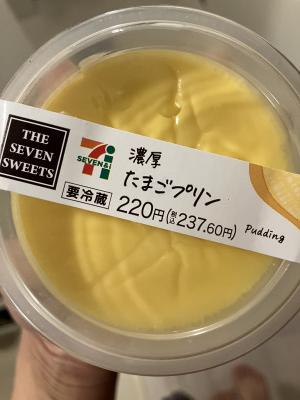 THE
SEVEN
SWEETS
7
SEVEN&i
濃厚
たまごプリン
要冷蔵
220円(税込237.60円)
Pudding